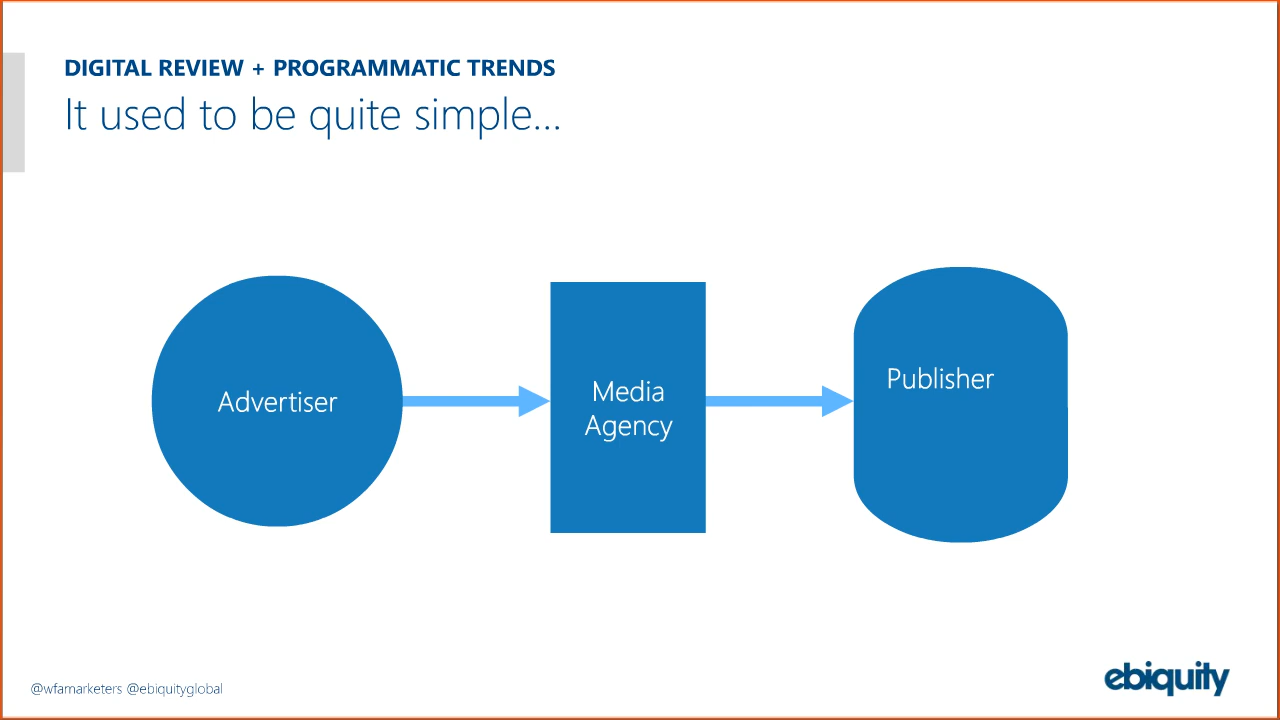 DIGITAL REVIEW + PROGRAMMATIC TRENDS
It used to be quite simple...
Advertiser
Media
Agency
Publisher
@wfamarketers @ebiquityglobal
ebiquity